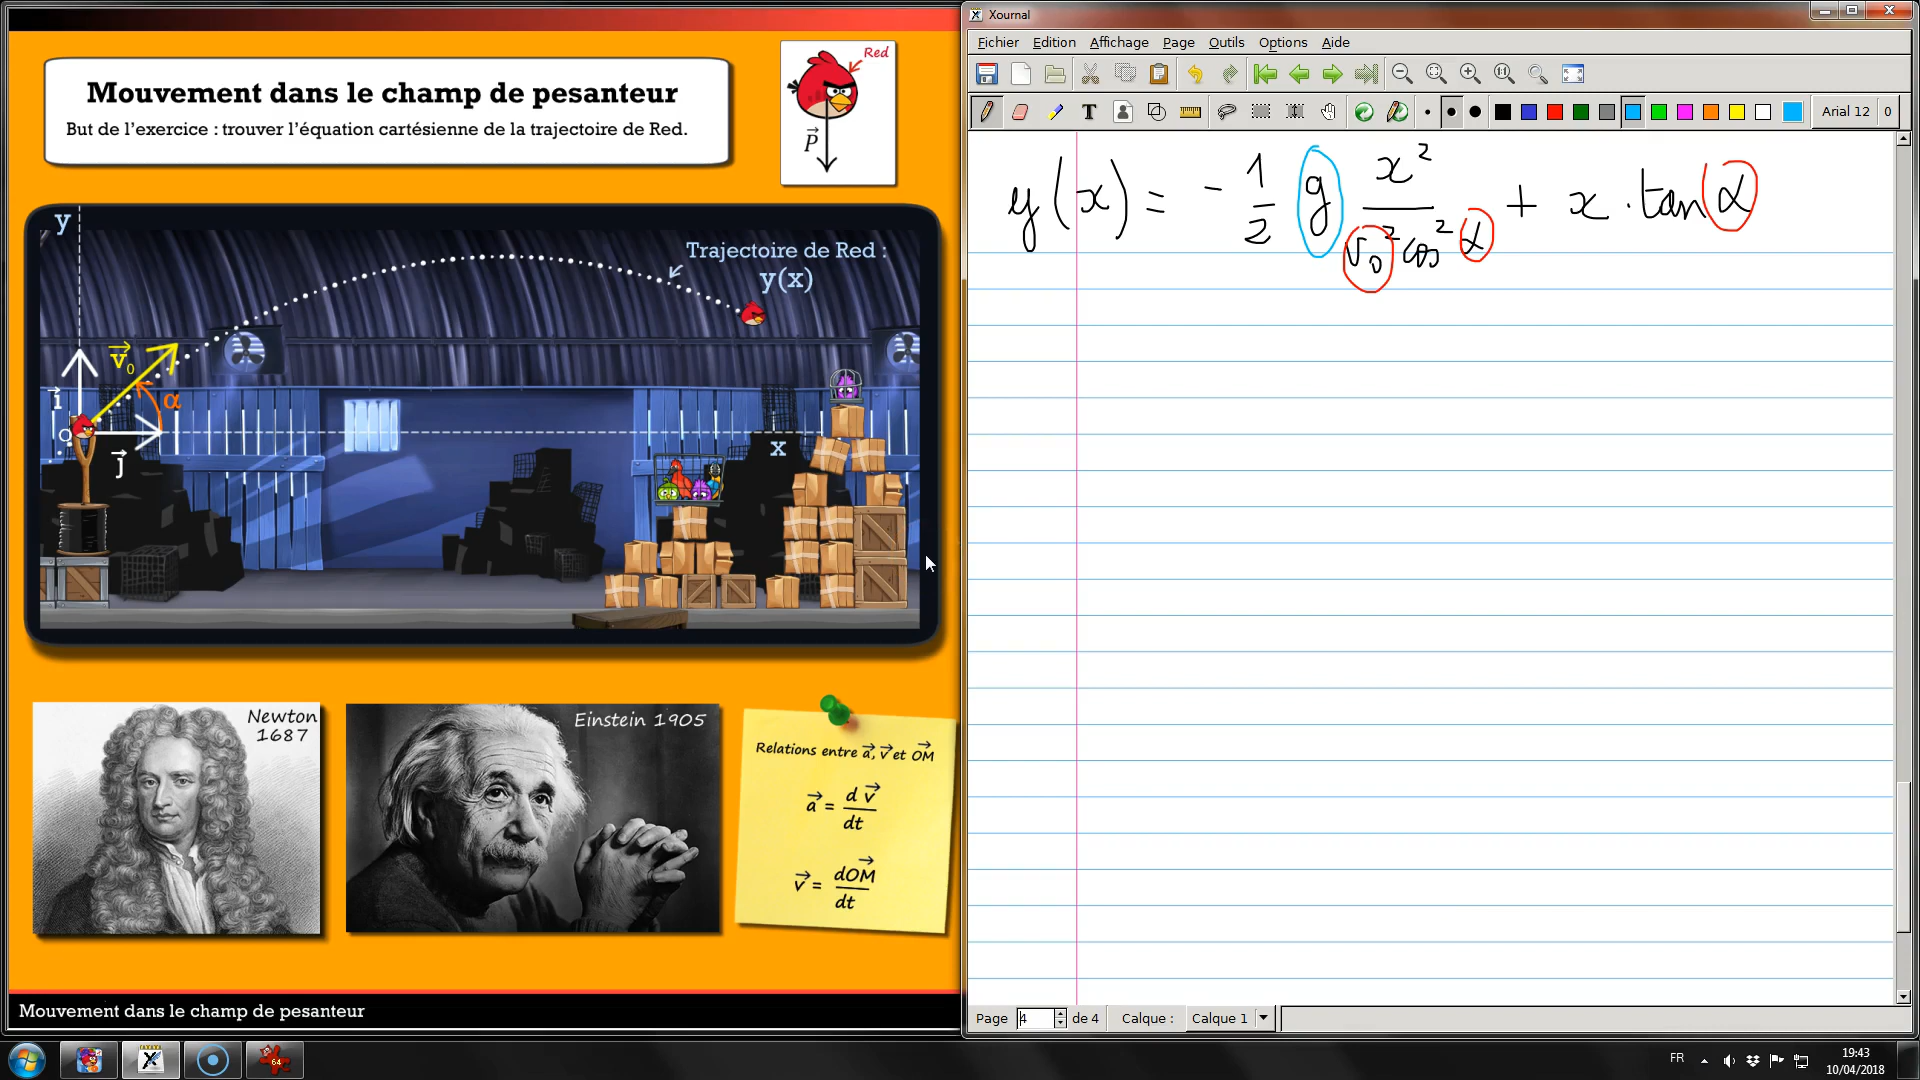 Mouvement dans le champ de pesanteur
But de l'exercice : trouver l'équation cartésienne de la trajectoire de Red.
Red
P⃗
y
Trajectoire de Red :
y(x)
v⃗₀
α
i⃗
O
j⃗
x
Newton
1687
Einstein 1905
Relations entre a⃗, v⃗ et OM⃗
a⃗ = dv⃗/dt
v⃗ = dOM⃗/dt
Mouvement dans le champ de pesanteur
Xournal
Fichier Edition Affichage Page Outils Options Aide
T
Arial 12 0
y(x) = - 1/2 g x²/(v₀² cos² α) + x . tan α
Page 4 de 4 Calque : Calque 1
64
FR
19:43
10/04/2018